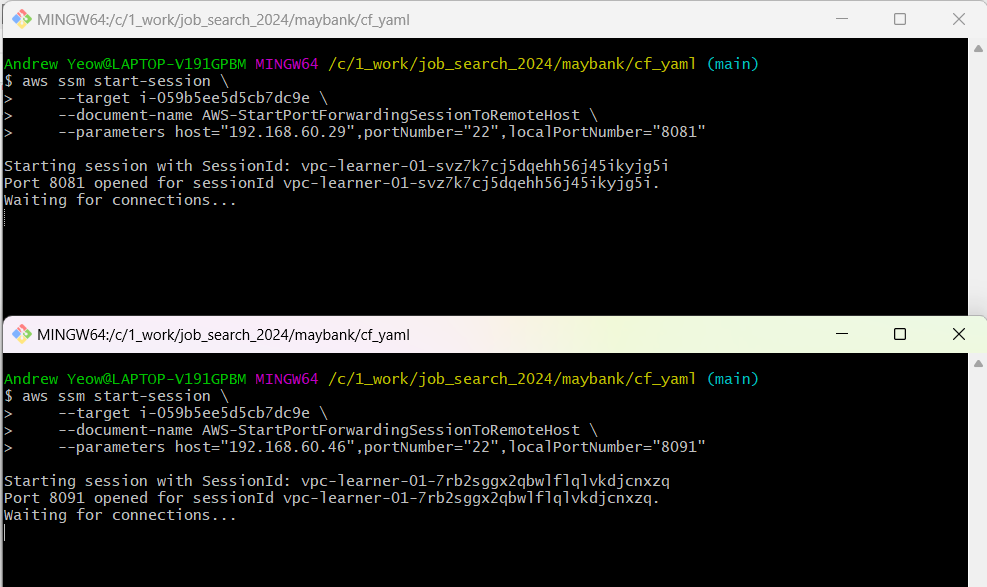 MINGW64:/c/1_work/job_search_2024/maybank/cf_yaml
Andrew Yeow@LAPTOP-V191GPBM MINGW64 /c/1_work/job_search_2024/maybank/cf_yaml (main)
$ aws ssm start-session \
>     --target i-059b5ee5d5cb7dc9e \
>     --document-name AWS-StartPortForwardingSessionToRemoteHost \
>     --parameters host="192.168.60.29",portNumber="22",localPortNumber="8081"
Starting session with SessionId: vpc-learner-01-svz7k7cj5dqehh56j45ikyjg5i
Port 8081 opened for sessionId vpc-learner-01-svz7k7cj5dqehh56j45ikyjg5i.
Waiting for connections...
MINGW64:/c/1_work/job_search_2024/maybank/cf_yaml
Andrew Yeow@LAPTOP-V191GPBM MINGW64 /c/1_work/job_search_2024/maybank/cf_yaml (main)
$ aws ssm start-session \
>     --target i-059b5ee5d5cb7dc9e \
>     --document-name AWS-StartPortForwardingSessionToRemoteHost \
>     --parameters host="192.168.60.46",portNumber="22",localPortNumber="8091"
Starting session with SessionId: vpc-learner-01-7rb2sggx2qbwlflqlvkdjcnxzq
Port 8091 opened for sessionId vpc-learner-01-7rb2sggx2qbwlflqlvkdjcnxzq.
Waiting for connections...